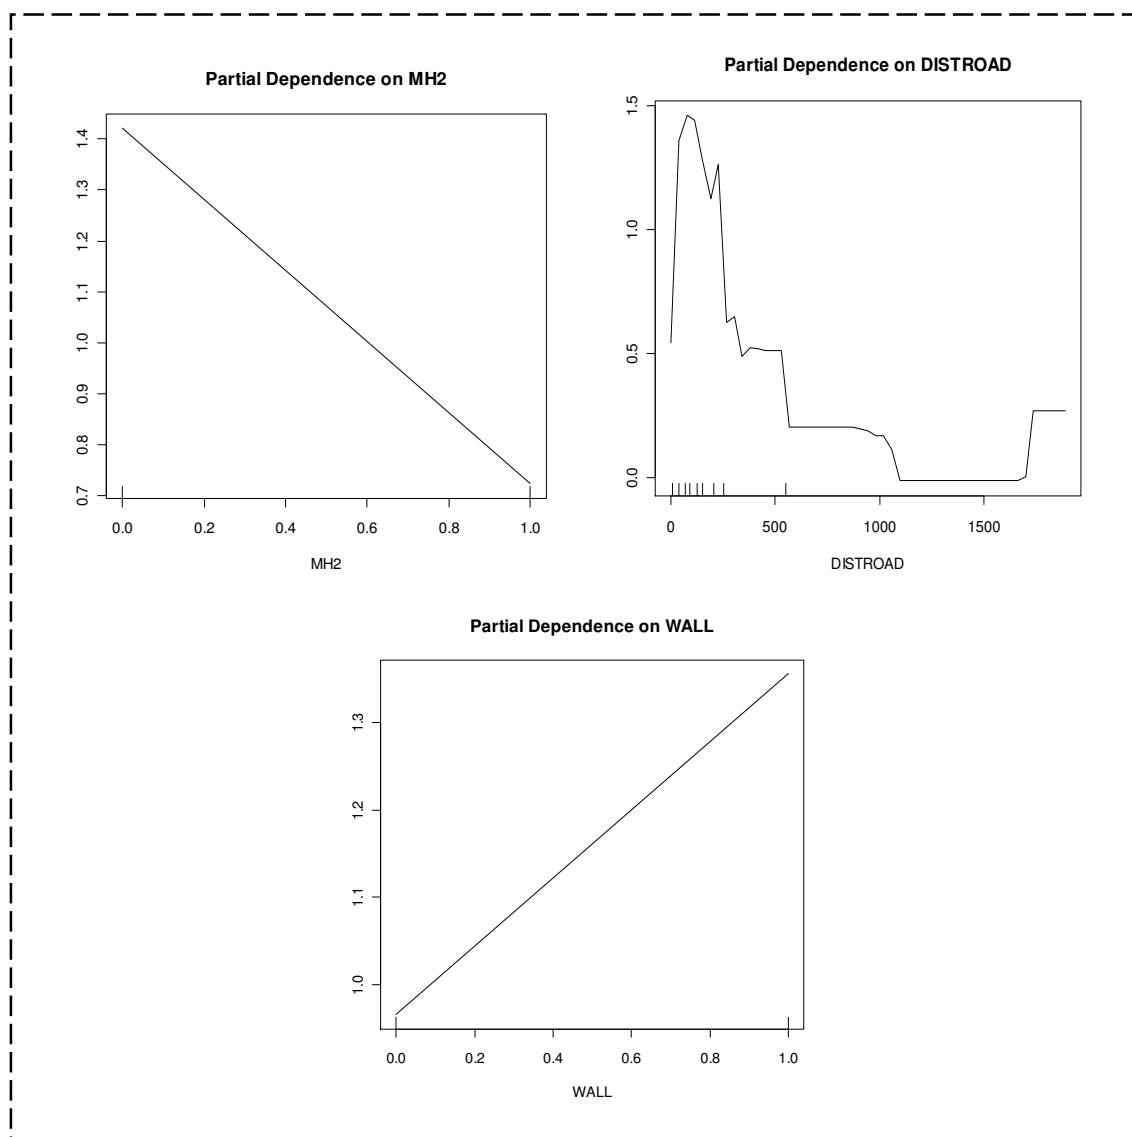 Partial Dependence on MH2
1.4
1.3
1.2
1.1
1.0
0.9
0.8
0.7
0.0 0.2 0.4 0.6 0.8 1.0
MH2
Partial Dependence on DISTROAD
1.5
1.0
0.5
0.0
0 500 1000 1500
DISTROAD
Partial Dependence on WALL
1.3
1.2
1.1
1.0
0.0 0.2 0.4 0.6 0.8 1.0
WALL